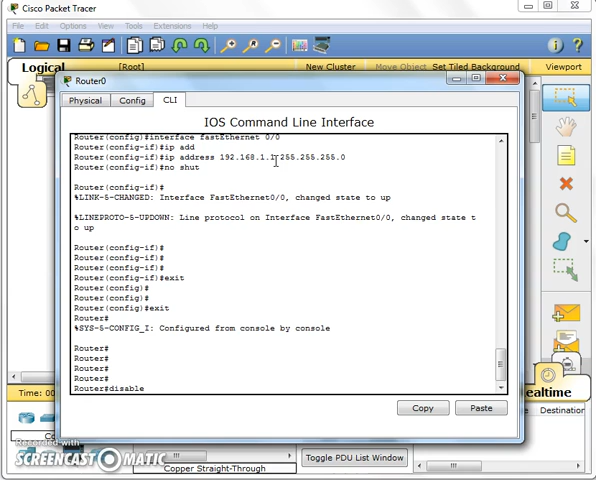 Cisco Packet Tracer
File Edit Options View Tools Extensions Help
Logical [Root] New Cluster Move Object Set Tiled Background Viewport
Router0
Physical Config CLI
IOS Command Line Interface
Router(config)#interface fastEthernet 0/0
Router(config-if)#ip add
Router(config-if)#ip address 192.168.1.1 255.255.255.0
Router(config-if)#no shut
Router(config-if)#
%LINK-5-CHANGED: Interface FastEthernet0/0, changed state to up
%LINEPROTO-5-UPDOWN: Line protocol on Interface FastEthernet0/0, changed state t
o up
Router(config-if)#
Router(config-if)#
Router(config-if)#
Router(config-if)#exit
Router(config)#
Router(config)#
Router(config)#exit
Router#
%SYS-5-CONFIG_I: Configured from console by console
Router#
Router#
Router#
Router#
Router#disable
Copy Paste
Time: 00 Realtime
Destination
Recorded with
SCREENCAST MATIC
Copper Straight-Through
Toggle PDU List Window